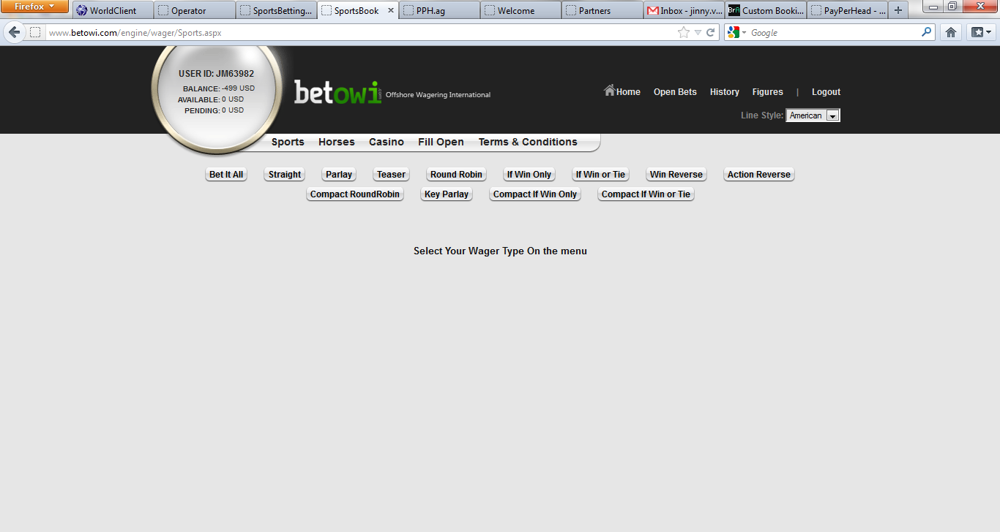 Firefox
WorldClient
Operator
SportsBetting...
SportsBook
PPH.ag
Welcome
Partners
Inbox - jinny.v...
Custom Booki...
PayPerHead - ...
www.betowi.com/engine/wager/Sports.aspx
Google
USER ID: JM63982
BALANCE: -499 USD
AVAILABLE: 0 USD
PENDING: 0 USD
betowi Offshore Wagering International
Home Open Bets History Figures | Logout
Line Style: American
Sports Horses Casino Fill Open Terms & Conditions
Bet It All Straight Parlay Teaser Round Robin If Win Only If Win or Tie Win Reverse Action Reverse
Compact RoundRobin Key Parlay Compact If Win Only Compact If Win or Tie
Select Your Wager Type On the menu